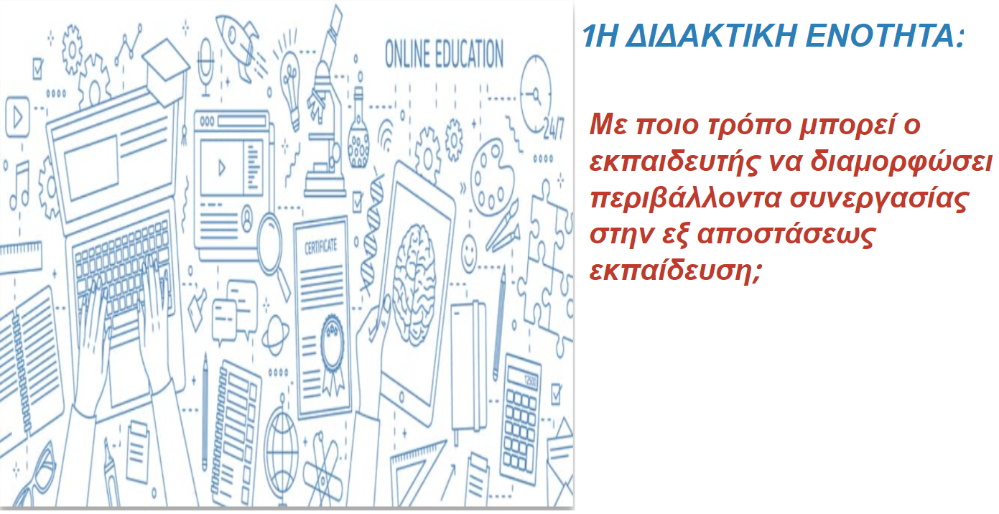 ONLINE EDUCATION
24/7
CERTIFICATE
12500
1Η ΔΙΔΑΚΤΙΚΗ ΕΝΟΤΗΤΑ:
Με ποιο τρόπο μπορεί ο
εκπαιδευτής να διαμορφώσει
περιβάλλοντα συνεργασίας
στην εξ αποστάσεως
εκπαίδευση;